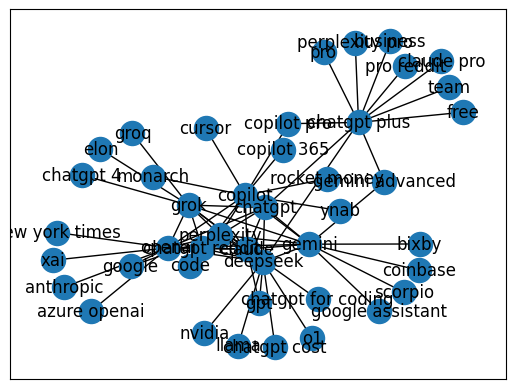 business
perplexity pro
pro
claude pro
pro reddit
team
free
chatgpt plus
copilot pro
cursor
groq
elon
copilot 365
monarch
chatgpt 4
rocket money
gemini advanced
copilot
grok
chatgpt
ynab
ew york times
perplexity
gemini
bixby
openai
reddit
claude
xai
google
code
deepseek
coinbase
anthropic
scorpio
gpt
chatgpt for coding
azure openai
google assistant
nvidia
o1
llama
chatgpt cost